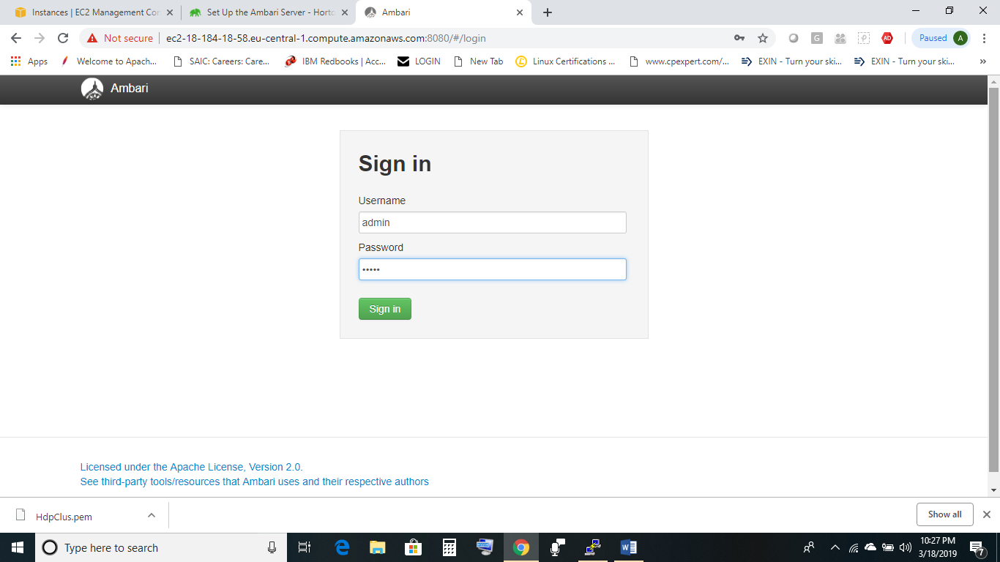 Instances | EC2 Management Con
Set Up the Ambari Server - Horto
Ambari
Not secure
ec2-18-184-18-58.eu-central-1.compute.amazonaws.com:8080/#/login
G
AD
Paused
A
Apps
Welcome to Apach...
SAIC: Careers: Care...
IBM Redbooks | Acc...
LOGIN
New Tab
Linux Certifications ...
www.cpexpert.com/...
EXIN - Turn your ski...
EXIN - Turn your ski...
»
Ambari
Sign in
Username
admin
Password
•••••
Sign in
Licensed under the Apache License, Version 2.0.
See third-party tools/resources that Ambari uses and their respective authors
HdpClus.pem
Show all
Type here to search
10:27 PM
3/18/2019
7